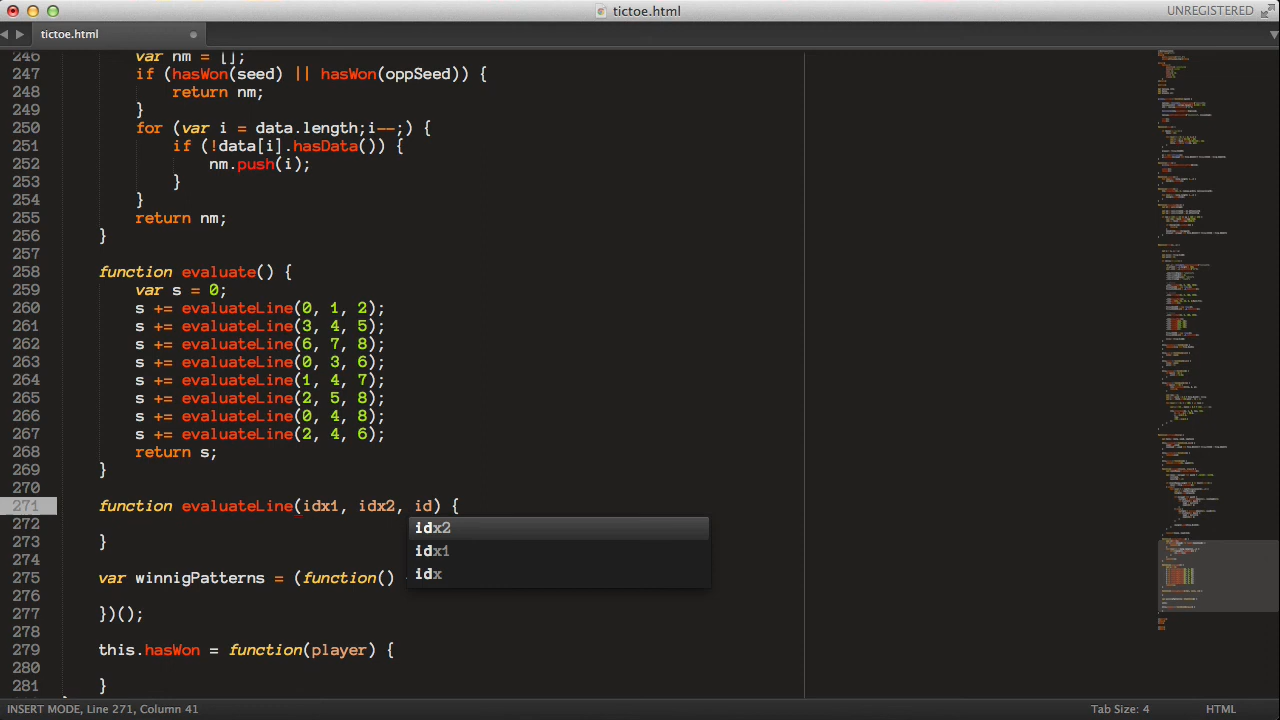 tictoe.html
UNREGISTERED
tictoe.html
246 var nm = [];
247 if (hasWon(seed) || hasWon(oppSeed)) {
248 return nm;
249 }
250 for (var i = data.length;i--;) {
251 if (!data[i].hasData()) {
252 nm.push(i);
253 }
254 }
255 return nm;
256 }
257
258 function evaluate() {
259 var s = 0;
260 s += evaluateLine(0, 1, 2);
261 s += evaluateLine(3, 4, 5);
262 s += evaluateLine(6, 7, 8);
263 s += evaluateLine(0, 3, 6);
264 s += evaluateLine(1, 4, 7);
265 s += evaluateLine(2, 5, 8);
266 s += evaluateLine(0, 4, 8);
267 s += evaluateLine(2, 4, 6);
268 return s;
269 }
270
271 function evaluateLine(idx1, idx2, id) {
272
idx2
273 }
idx1
274
idx
275 var winnigPatterns = (function()
276
277 })();
278
279 this.hasWon = function(player) {
280
281 }
INSERT MODE, Line 271, Column 41
Tab Size: 4
HTML